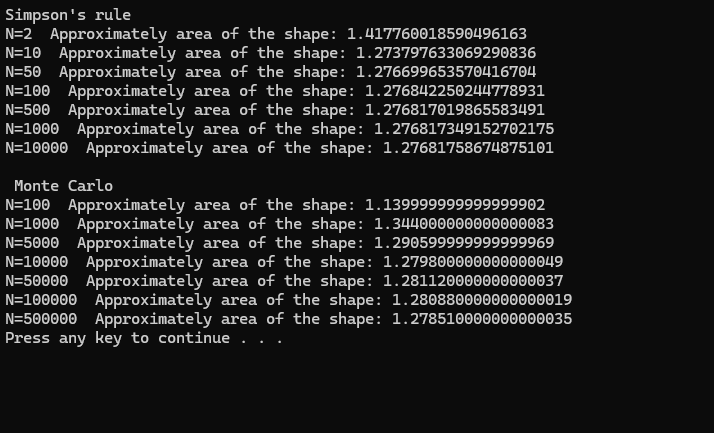 Simpson's rule
N=2  Approximately area of the shape: 1.417760018590496163
N=10  Approximately area of the shape: 1.273797633069290836
N=50  Approximately area of the shape: 1.276699653570416704
N=100  Approximately area of the shape: 1.276842250244778931
N=500  Approximately area of the shape: 1.276817019865583491
N=1000  Approximately area of the shape: 1.276817349152702175
N=10000  Approximately area of the shape: 1.27681758674875101

 Monte Carlo
N=100  Approximately area of the shape: 1.139999999999999902
N=1000  Approximately area of the shape: 1.344000000000000083
N=5000  Approximately area of the shape: 1.290599999999999969
N=10000  Approximately area of the shape: 1.279800000000000049
N=50000  Approximately area of the shape: 1.281120000000000037
N=100000  Approximately area of the shape: 1.280880000000000019
N=500000  Approximately area of the shape: 1.278510000000000035
Press any key to continue . . .